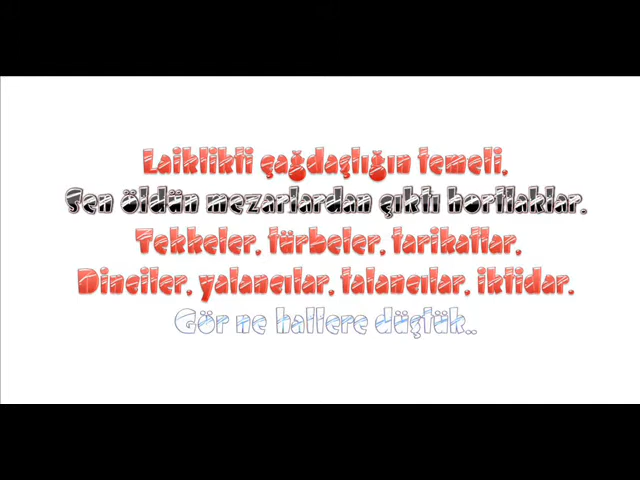 Laiklikti çağdaşlığın temeli,
Sen öldün mezarlardan çıktı hortlaklar.
Tekkeler, türbeler, tarikatlar,
Dinciler, yalancılar, talancılar, iktidar.
Gör ne hallere düştük..